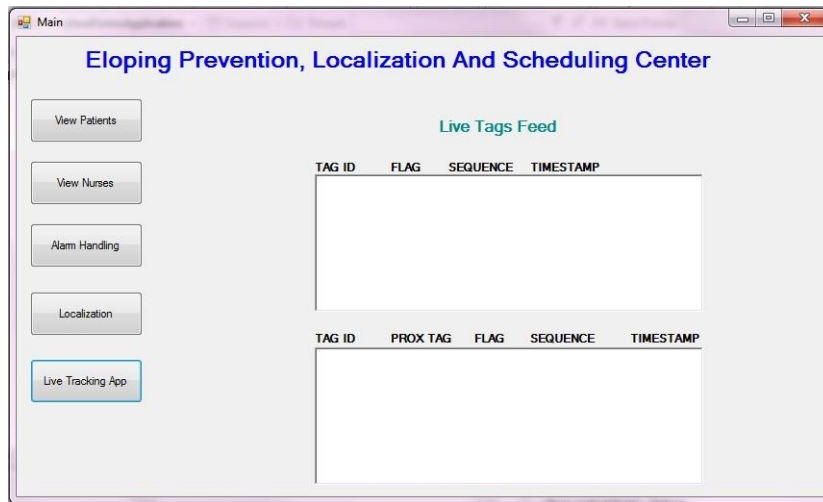 Main
Eloping Prevention, Localization And Scheduling Center
View Patients
View Nurses
Alarm Handling
Localization
Live Tracking App
Live Tags Feed
TAG ID FLAG SEQUENCE TIMESTAMP
TAG ID PROX TAG FLAG SEQUENCE TIMESTAMP